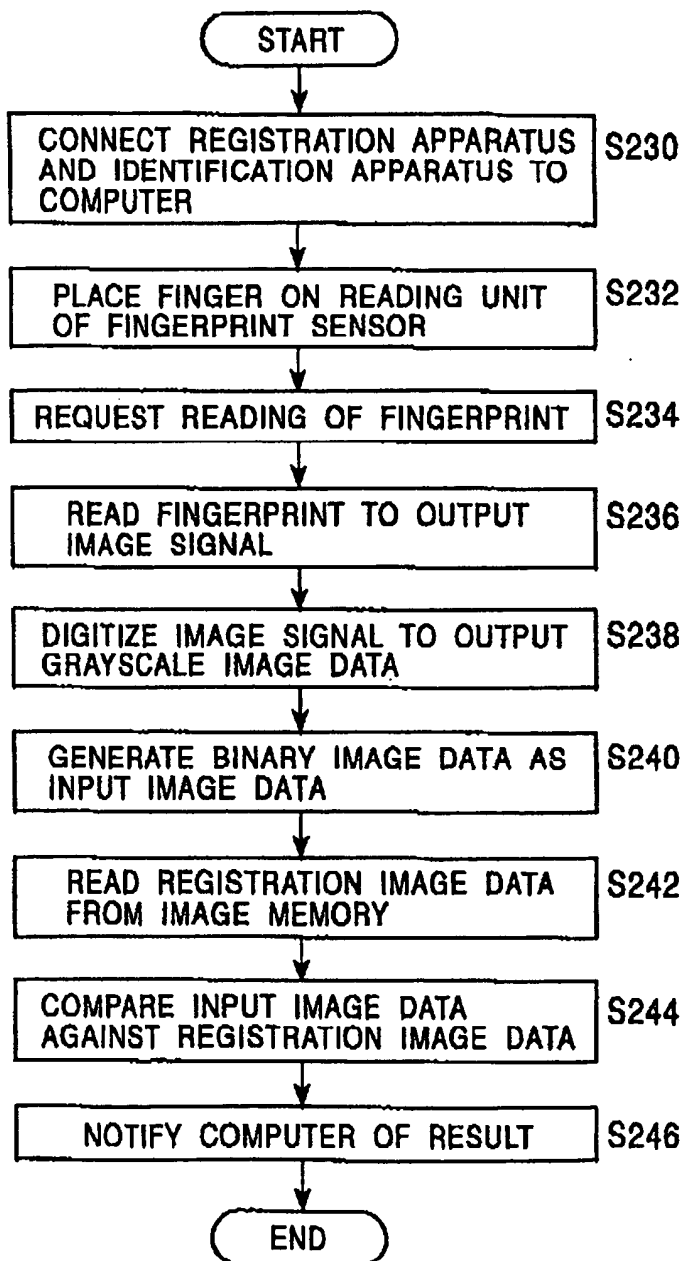 START
CONNECT REGISTRATION APPARATUS
AND IDENTIFICATION APPARATUS TO
COMPUTER
S230
PLACE FINGER ON READING UNIT
OF FINGERPRINT SENSOR
S232
REQUEST READING OF FINGERPRINT
S234
READ FINGERPRINT TO OUTPUT
IMAGE SIGNAL
S236
DIGITIZE IMAGE SIGNAL TO OUTPUT
GRAYSCALE IMAGE DATA
S238
GENERATE BINARY IMAGE DATA AS
INPUT IMAGE DATA
S240
READ REGISTRATION IMAGE DATA
FROM IMAGE MEMORY
S242
COMPARE INPUT IMAGE DATA
AGAINST REGISTRATION IMAGE DATA
S244
NOTIFY COMPUTER OF RESULT
S246
END